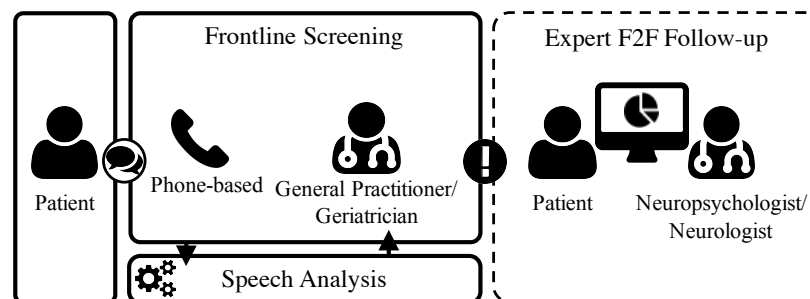 Frontline Screening
Expert F2F Follow-up
Patient
Phone-based
General Practitioner/
Geriatrician
Patient
Neuropsychologist/
Neurologist
Speech Analysis